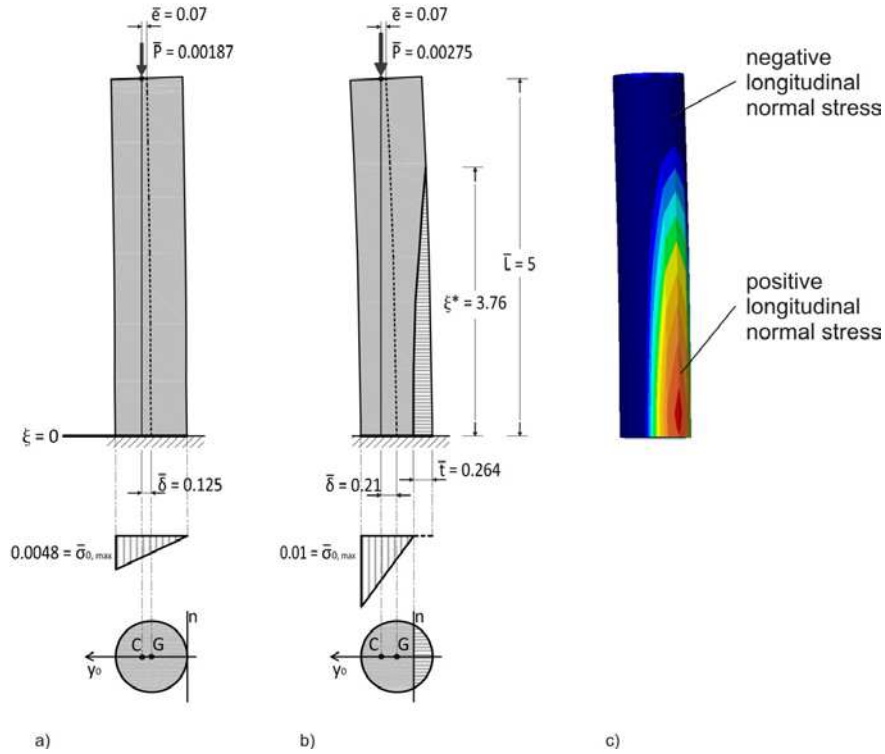 ē = 0.07
P̄ = 0.00187
ξ = 0
δ̄ = 0.125
0.0048 = σ̄0, max
n
C G
y0
a)
ē = 0.07
P̄ = 0.00275
L̄ = 5
ξ* = 3.76
t̄ = 0.264
δ̄ = 0.21
0.01 = σ̄0, max
n
C G
y0
b)
negative
longitudinal
normal stress
positive
longitudinal
normal stress
c)